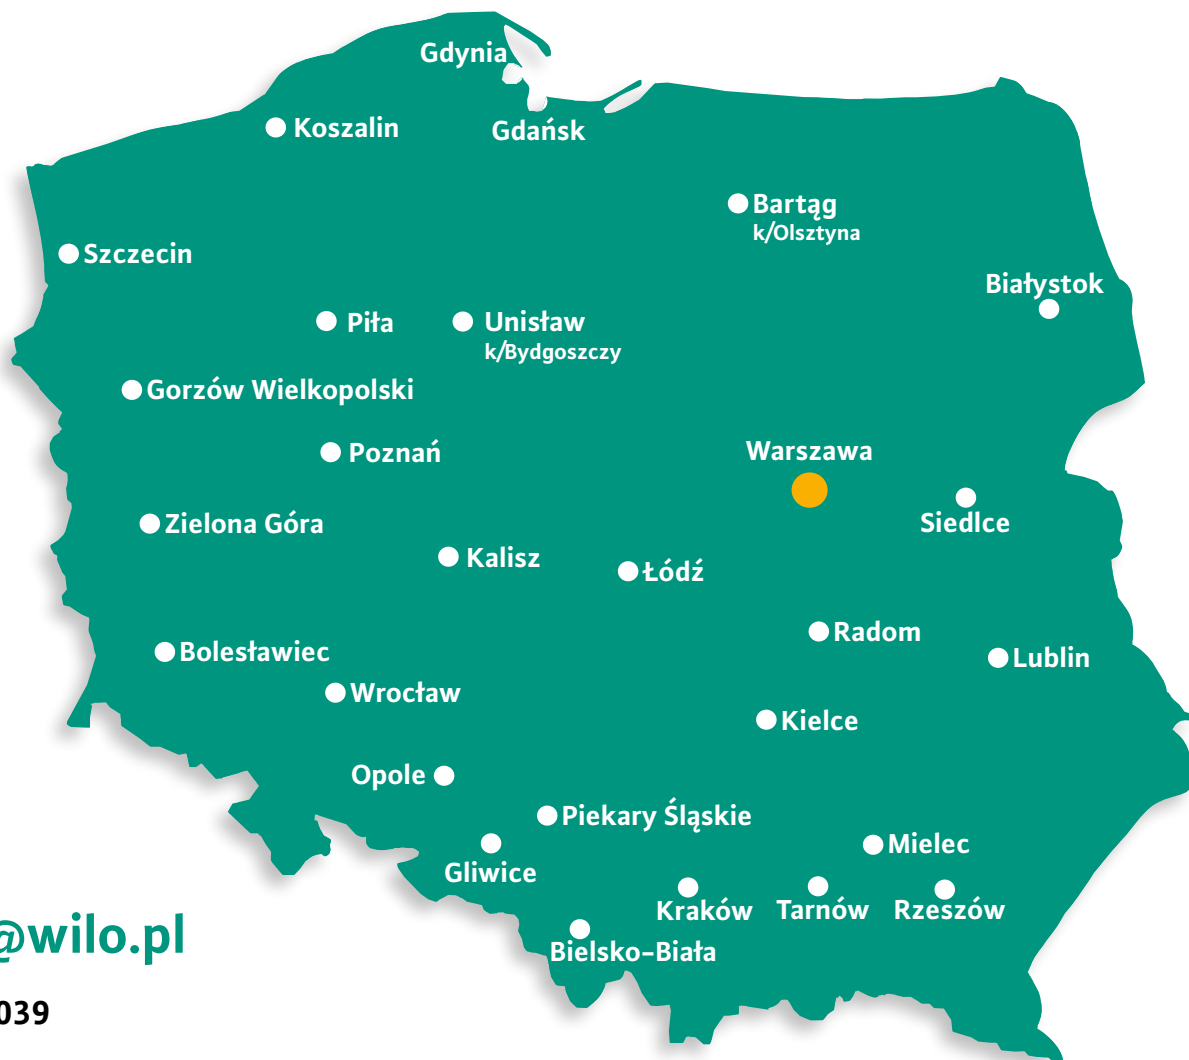 Gdynia
Koszalin
Gdańsk
Bartąg
k/Olsztyna
Szczecin
Białystok
Piła
Unisław
k/Bydgoszczy
Gorzów Wielkopolski
Poznań
Warszawa
Siedlce
Zielona Góra
Kalisz
Łódź
Radom
Bolesławiec
Lublin
Wrocław
Kielce
Opole
Piekary Śląskie
Mielec
Gliwice
Kraków
Tarnów
Rzeszów
Bielsko-Biała
@wilo.pl
039